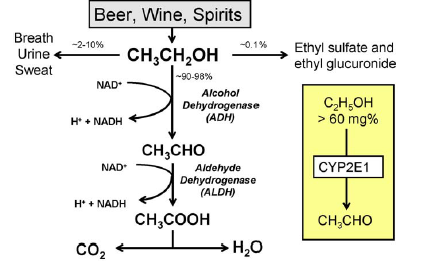 Beer, Wine, Spirits
Breath
Urine
Sweat
~2-10%
CH₃CH₂OH
~0.1%
Ethyl sulfate and
ethyl glucuronide
~90-98%
NAD⁺
H⁺ + NADH
Alcohol
Dehydrogenase
(ADH)
CH₃CHO
NAD⁺
H⁺ + NADH
Aldehyde
Dehydrogenase
(ALDH)
CH₃COOH
CO₂
H₂O
C₂H₅OH
> 60 mg%
CYP2E1
CH₃CHO